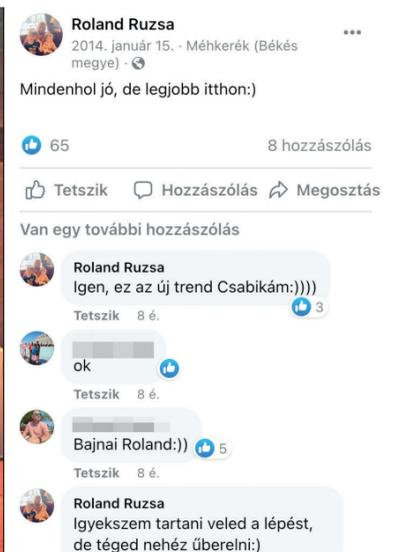 Roland Ruzsa
2014. január 15. · Méhkerék (Békés
megye) ·
Mindenhol jó, de legjobb itthon:)
65
8 hozzászólás
Tetszik Hozzászólás Megosztás
Van egy további hozzászólás
Roland Ruzsa
Igen, ez az új trend Csabikám:))))
3
Tetszik 8 é.
ok
Tetszik 8 é.
Bajnai Roland:))
5
Tetszik 8 é.
Roland Ruzsa
Igyekszem tartani veled a lépést,
de téged nehéz űberelni:)